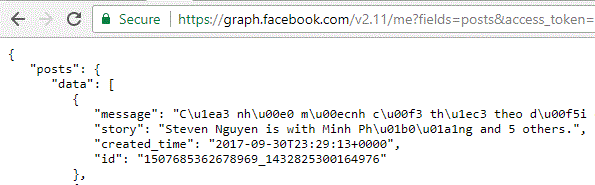 Secure https://graph.facebook.com/v2.11/me?fields=posts&access_token=
{
"posts": {
"data": [
{
"message": "C\u1ea3 nh\u00e0 m\u00ecnh c\u00f3 th\u1ec3 theo d\u00f5i
"story": "Steven Nguyen is with Minh Ph\u01b0\u01a1ng and 5 others.",
"created_time": "2017-09-30T23:29:13+0000",
"id": "1507685362678969_1432825300164976"
},